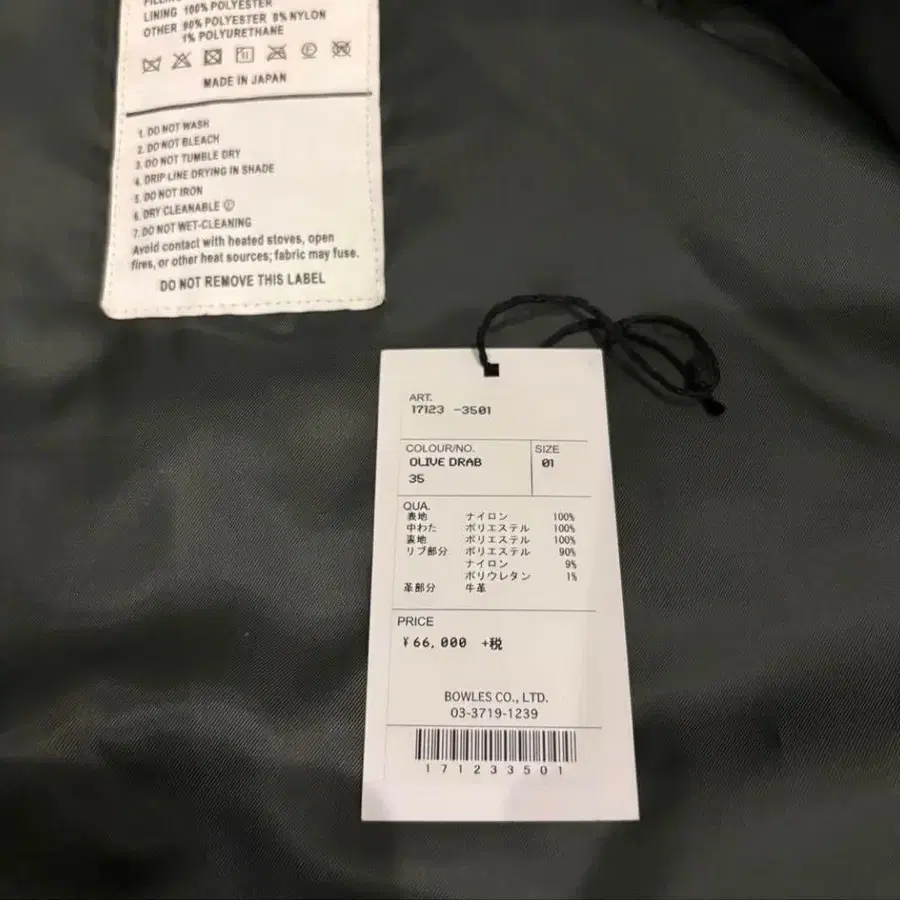 LINING 100% POLYESTER
OTHER 90% POLYESTER 9% NYLON
1% POLYURETHANE
MADE IN JAPAN
1. DO NOT WASH
2. DO NOT BLEACH
3. DO NOT TUMBLE DRY
4. DRIP LINE DRYING IN SHADE
5. DO NOT IRON
6. DRY CLEANABLE Ⓟ
7. DO NOT WET-CLEANING
Avoid contact with heated stoves, open
fires, or other heat sources; fabric may fuse.
DO NOT REMOVE THIS LABEL
ART.
17123 -3501
COLOUR/NO. SIZE
OLIVE DRAB 01
35
QUA.
表地 ナイロン 100%
中わた ポリエステル 100%
裏地 ポリエステル 100%
リブ部分 ポリエステル 90%
ナイロン 9%
ポリウレタン 1%
革部分 牛革
PRICE
¥66,000 +税
BOWLES CO., LTD.
03-3719-1239
171233501